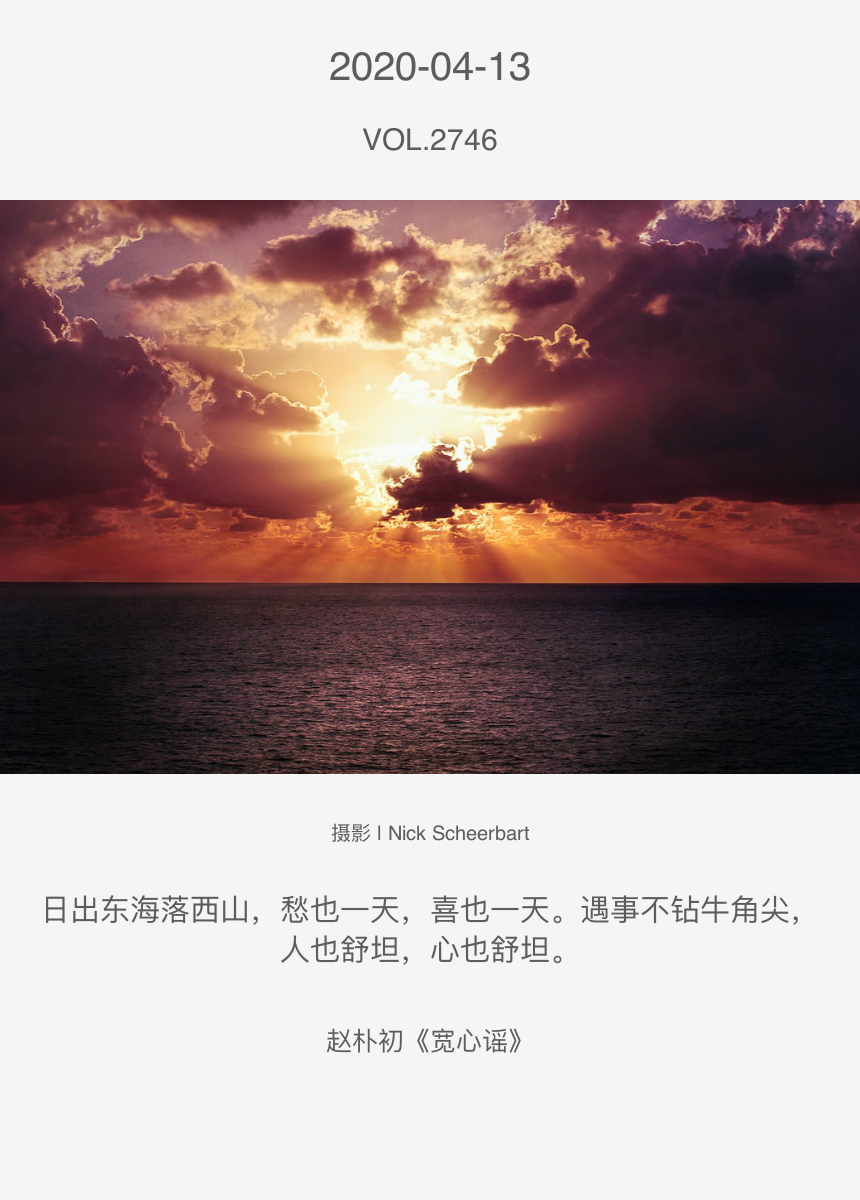 2020-04-13
VOL.2746
摄影 l Nick Scheerbart
日出东海落西山，愁也一天，喜也一天。遇事不钻牛角尖，
人也舒坦，心也舒坦。
赵朴初《宽心谣》